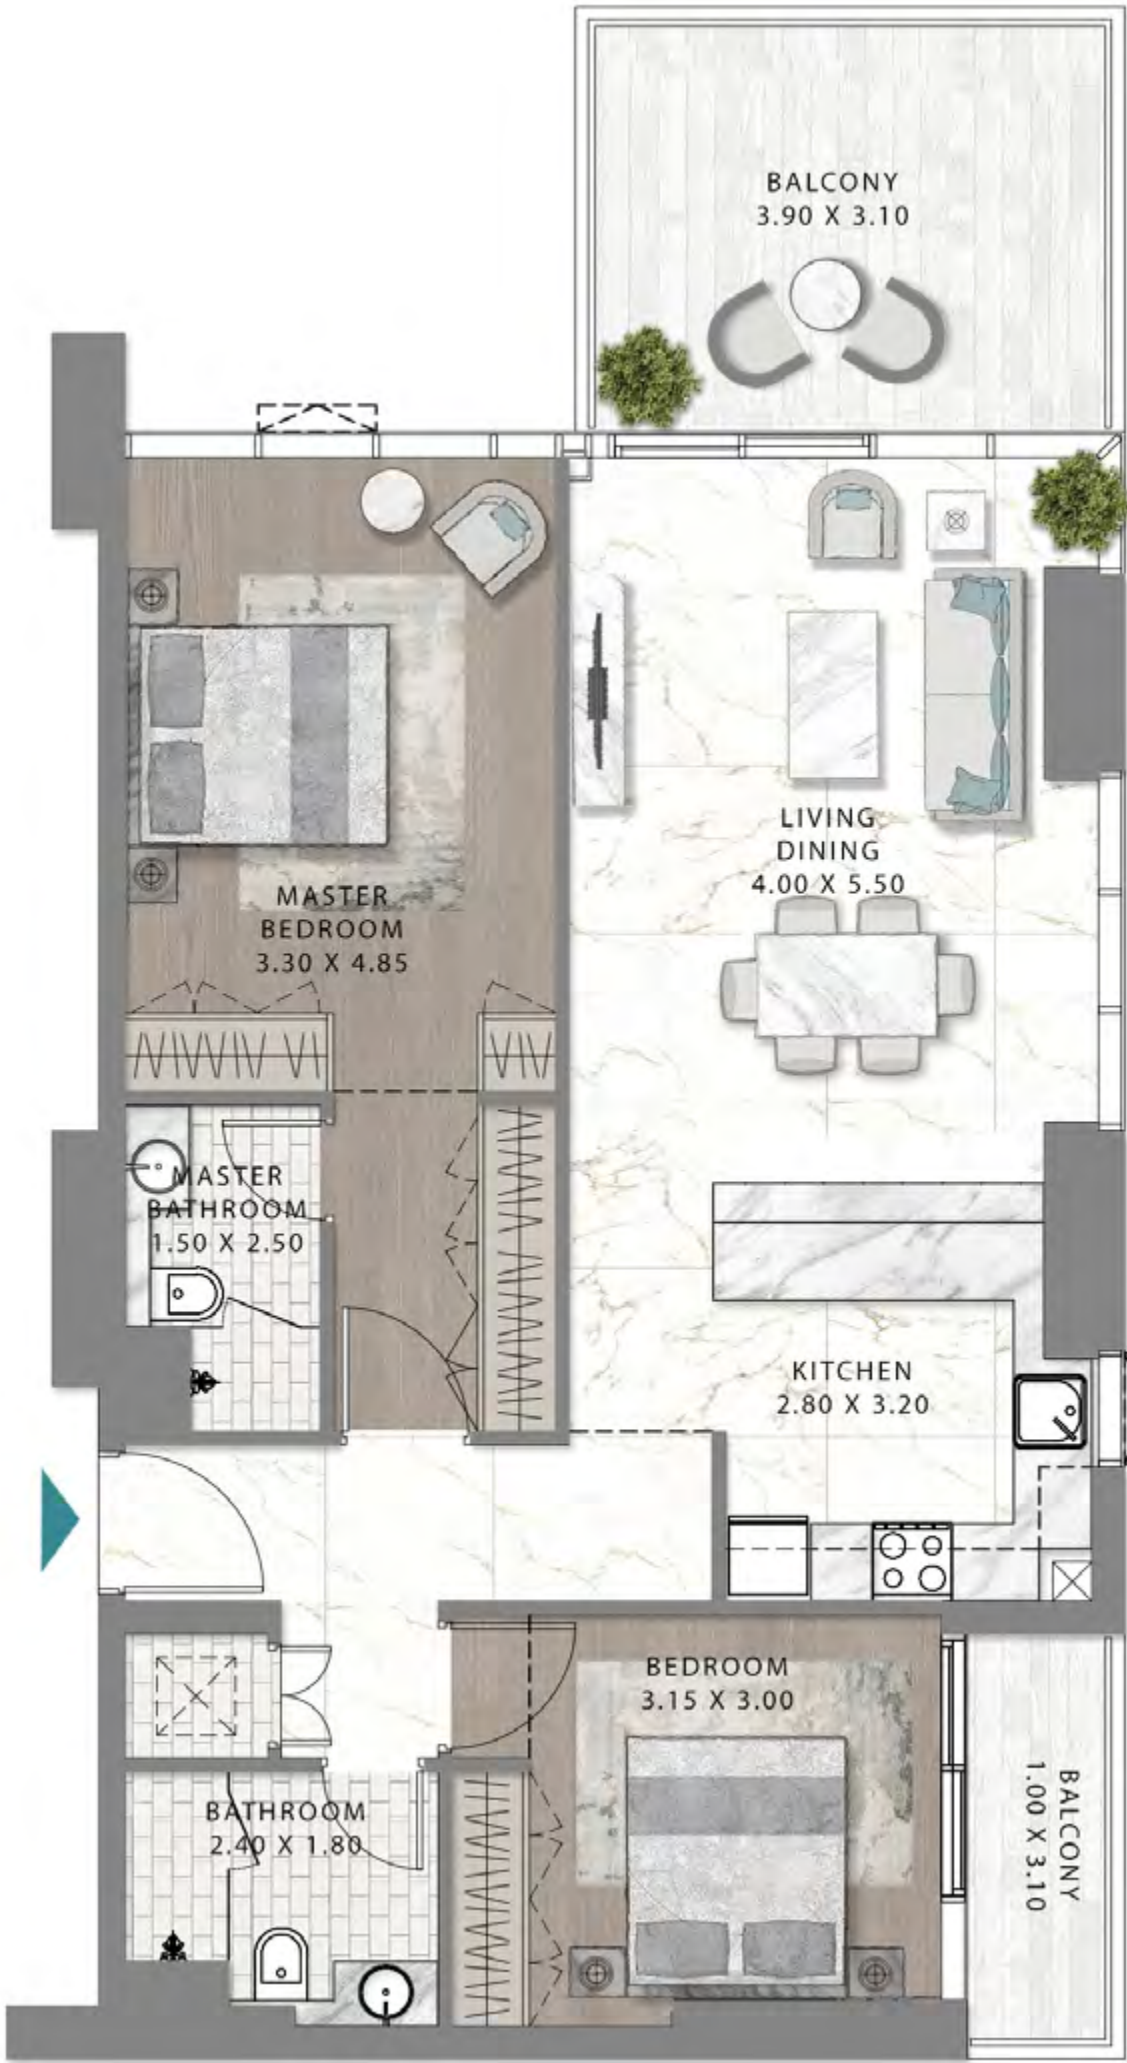 BALCONY
3.90 X 3.10
LIVING
DINING
4.00 X 5.50
MASTER
BEDROOM
3.30 X 4.85
MASTER
BATHROOM
1.50 X 2.50
KITCHEN
2.80 X 3.20
BEDROOM
3.15 X 3.00
BALCONY
1.00 X 3.10
BATHROOM
2.40 X 1.80